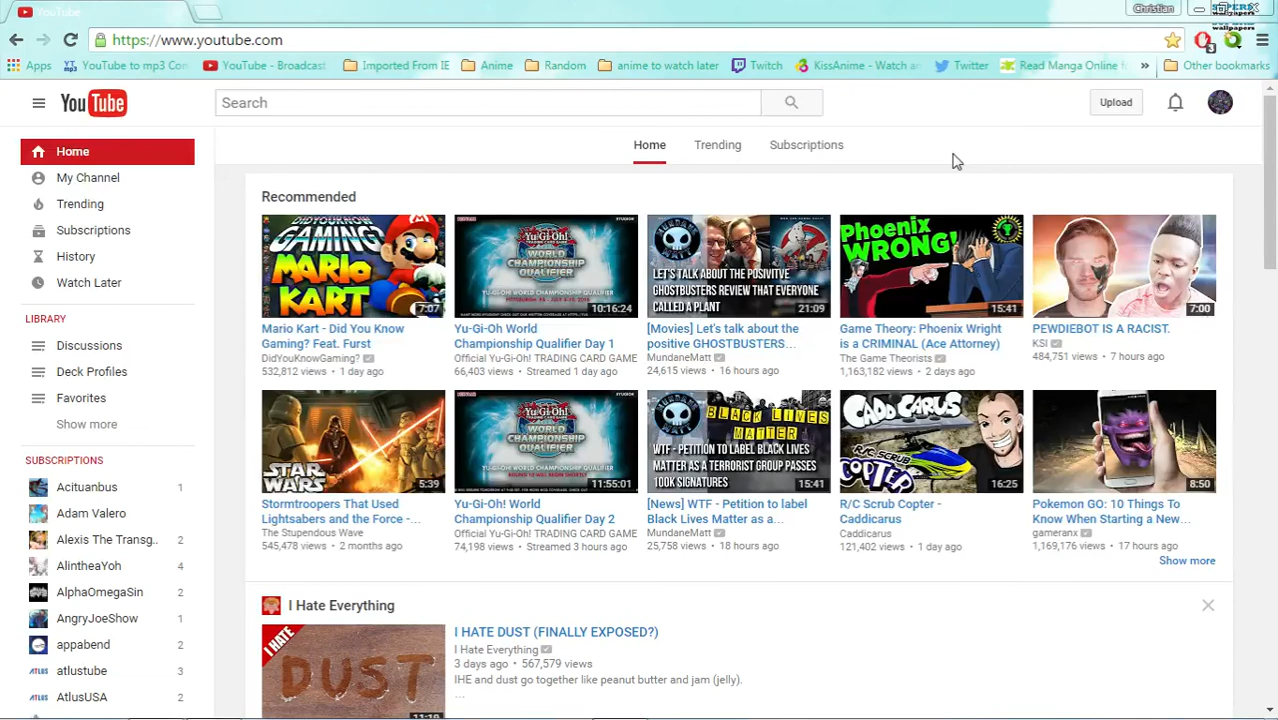 YouTube
Christian
https://www.youtube.com
Apps
YouTube to mp3 Con
YouTube - Broadcast
Imported From IE
Anime
Random
anime to watch later
Twitch
KissAnime - Watch an
Twitter
Read Manga Online f
»
Other bookmarks
3
YouTube
Search
Upload
Home
Trending
Subscriptions
Home
My Channel
Trending
Subscriptions
History
Watch Later
LIBRARY
Discussions
Deck Profiles
Favorites
Show more
SUBSCRIPTIONS
Acituanbus 1
Adam Valero
Alexis The Transg.. 2
AlintheaYoh 4
AlphaOmegaSin 2
AngryJoeShow 1
appabend
atlustube 3
AtlusUSA 2
Recommended
DIDYOUKNOW
GAMING?
MARIO
KART
7:07
Mario Kart - Did You Know
Gaming? Feat. Furst
DidYouKnowGaming?
532,812 views • 1 day ago
Yu-Gi-Oh!
WORLD
CHAMPIONSHIP
QUALIFIER
10:16:24
Yu-Gi-Oh World
Championship Qualifier Day 1
Official Yu-Gi-Oh! TRADING CARD GAME
66,403 views • Streamed 1 day ago
LET'S TALK ABOUT THE POSIVITVE
GHOSTBUSTERS REVIEW THAT EVERYONE
CALLED A PLANT
21:09
[Movies] Let's talk about the
positive GHOSTBUSTERS...
MundaneMatt
24,615 views • 16 hours ago
Phoenix
WRONG!
15:41
Game Theory: Phoenix Wright
is a CRIMINAL (Ace Attorney)
The Game Theorists
1,163,182 views • 2 days ago
7:00
PEWDIEBOT IS A RACIST.
KSI
484,751 views • 7 hours ago
STAR
WARS
5:39
Stormtroopers That Used
Lightsabers and the Force -...
The Stupendous Wave
545,478 views • 2 months ago
Yu-Gi-Oh!
WORLD
CHAMPIONSHIP
QUALIFIER
11:55:01
Yu-Gi-Oh! World
Championship Qualifier Day 2
Official Yu-Gi-Oh! TRADING CARD GAME
74,198 views • Streamed 3 hours ago
BLACK LIVES
MATTER
WTF - PETITION TO LABEL BLACK LIVES
MATTER AS A TERRORIST GROUP PASSES
100K SIGNATURES
15:41
[News] WTF - Petition to label
Black Lives Matter as a...
MundaneMatt
25,758 views • 18 hours ago
CADDICARUS
R/C SCRUB
COPTER
16:25
R/C Scrub Copter -
Caddicarus
Caddicarus
121,402 views • 1 day ago
8:50
Pokemon GO: 10 Things To
Know When Starting a New...
gameranx
1,169,176 views • 17 hours ago
Show more
I Hate Everything
I HATE
DUST
11:19
I HATE DUST (FINALLY EXPOSED?)
I Hate Everything
3 days ago • 567,579 views
IHE and dust go together like peanut butter and jam (jelly).
...